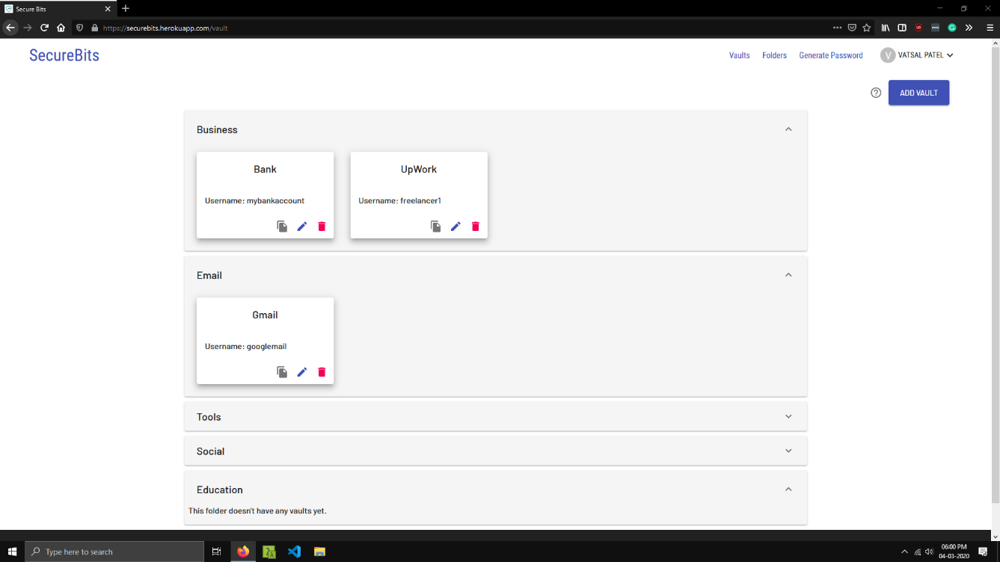 Secure Bits
https://securebits.herokuapp.com/vault
SecureBits
Vaults Folders Generate Password V VATSAL PATEL
ADD VAULT
Business
Bank UpWork
Username: mybankaccount Username: freelancer1
Email
Gmail
Username: googlemail
Tools
Social
Education
This folder doesn't have any vaults yet.
Type here to search
06:00 PM
04-03-2020